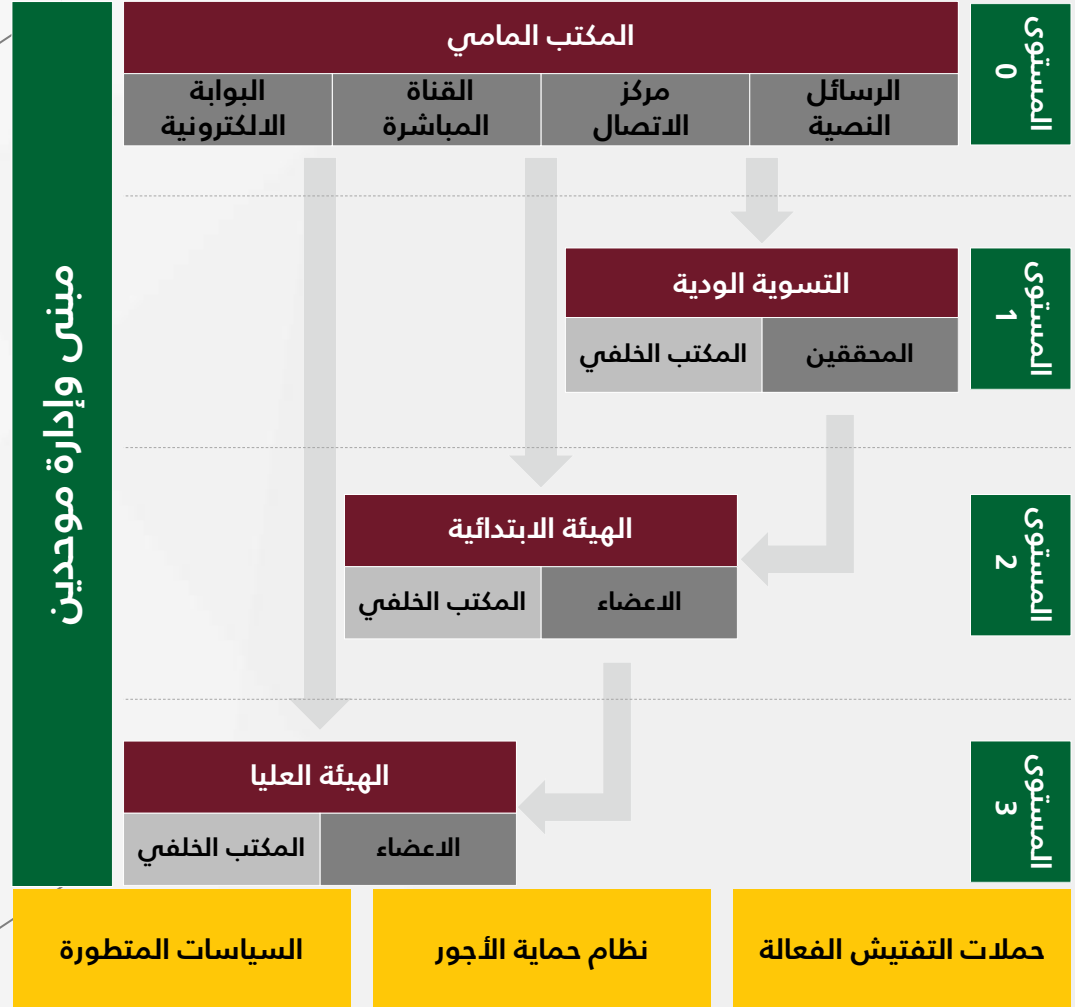 المكتب المامي
المستوى
0
الرسائل
النصية
مركز
الاتصال
القناة
المباشرة
البوابة
الالكترونية
مبنى وإدارة موحدين
التسوية الودية
المستوى
1
المحققين
المكتب الخلفي
الهيئة الابتدائية
المستوى
2
الاعضاء
المكتب الخلفي
الهيئة العليا
المستوى
3
الاعضاء
المكتب الخلفي
حملات التفتيش الفعالة
نظام حماية الأجور
السياسات المتطورة